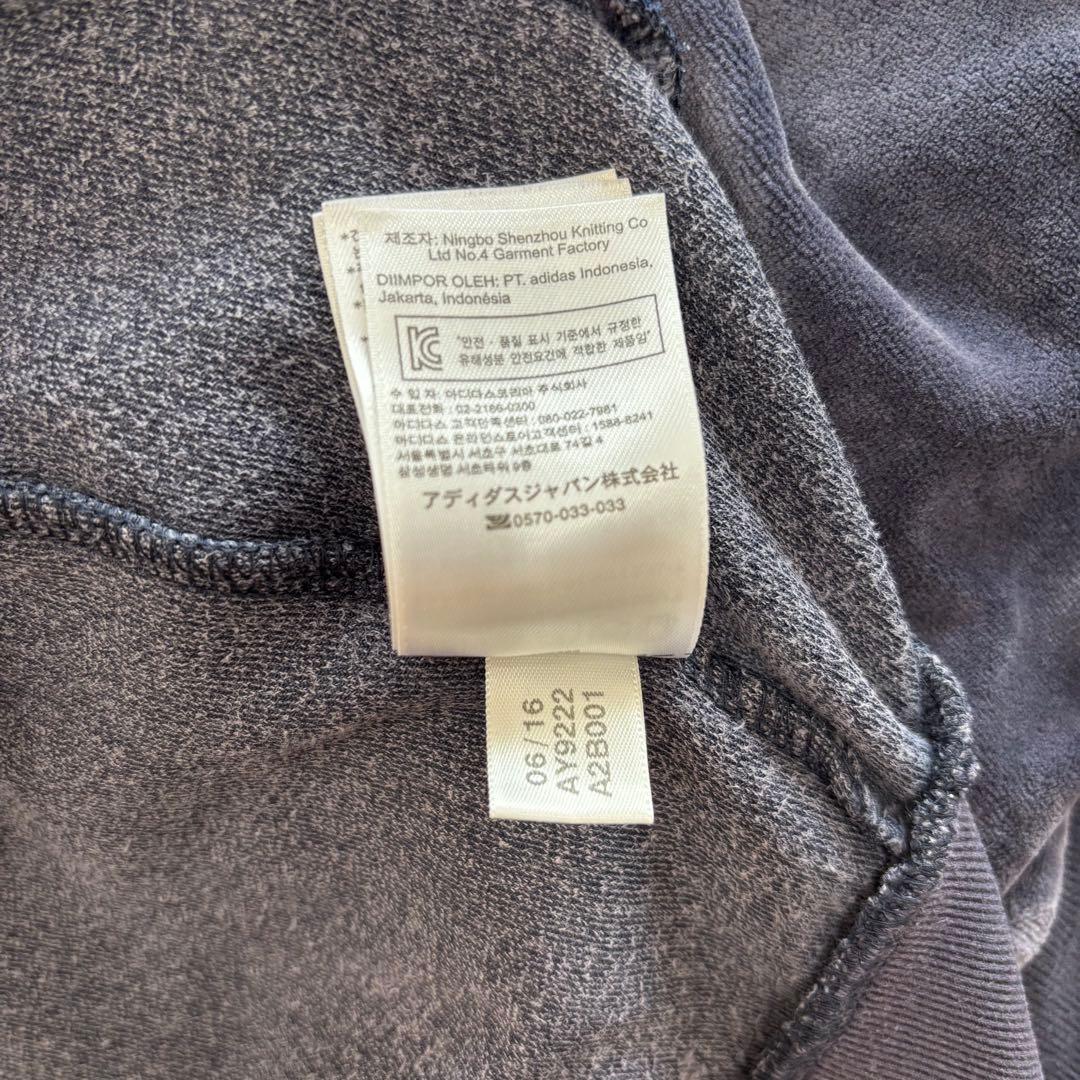 제조자: Ningbo Shenzhou Knitting Co
Ltd No.4 Garment Factory
DIIMPOR OLEH: PT. adidas Indonesia,
Jakarta, Indonésia
KC
"안전·품질 표시 기준에서 규정한
유해성분 안전요건에 적합한 제품임"
수 입 자: 아디다스코리아 주식회사
대표전화 : 02-2186-0300
아디다스 고객만족센터 : 080-022-7981
아디다스 온라인스토어고객센터 : 1588-8241
서울특별시 서초구 서초대로 74길 4
삼성생명 서초타워 9층
アディダスジャパン株式会社
0570-033-033
06/16
AY9222
A2B001